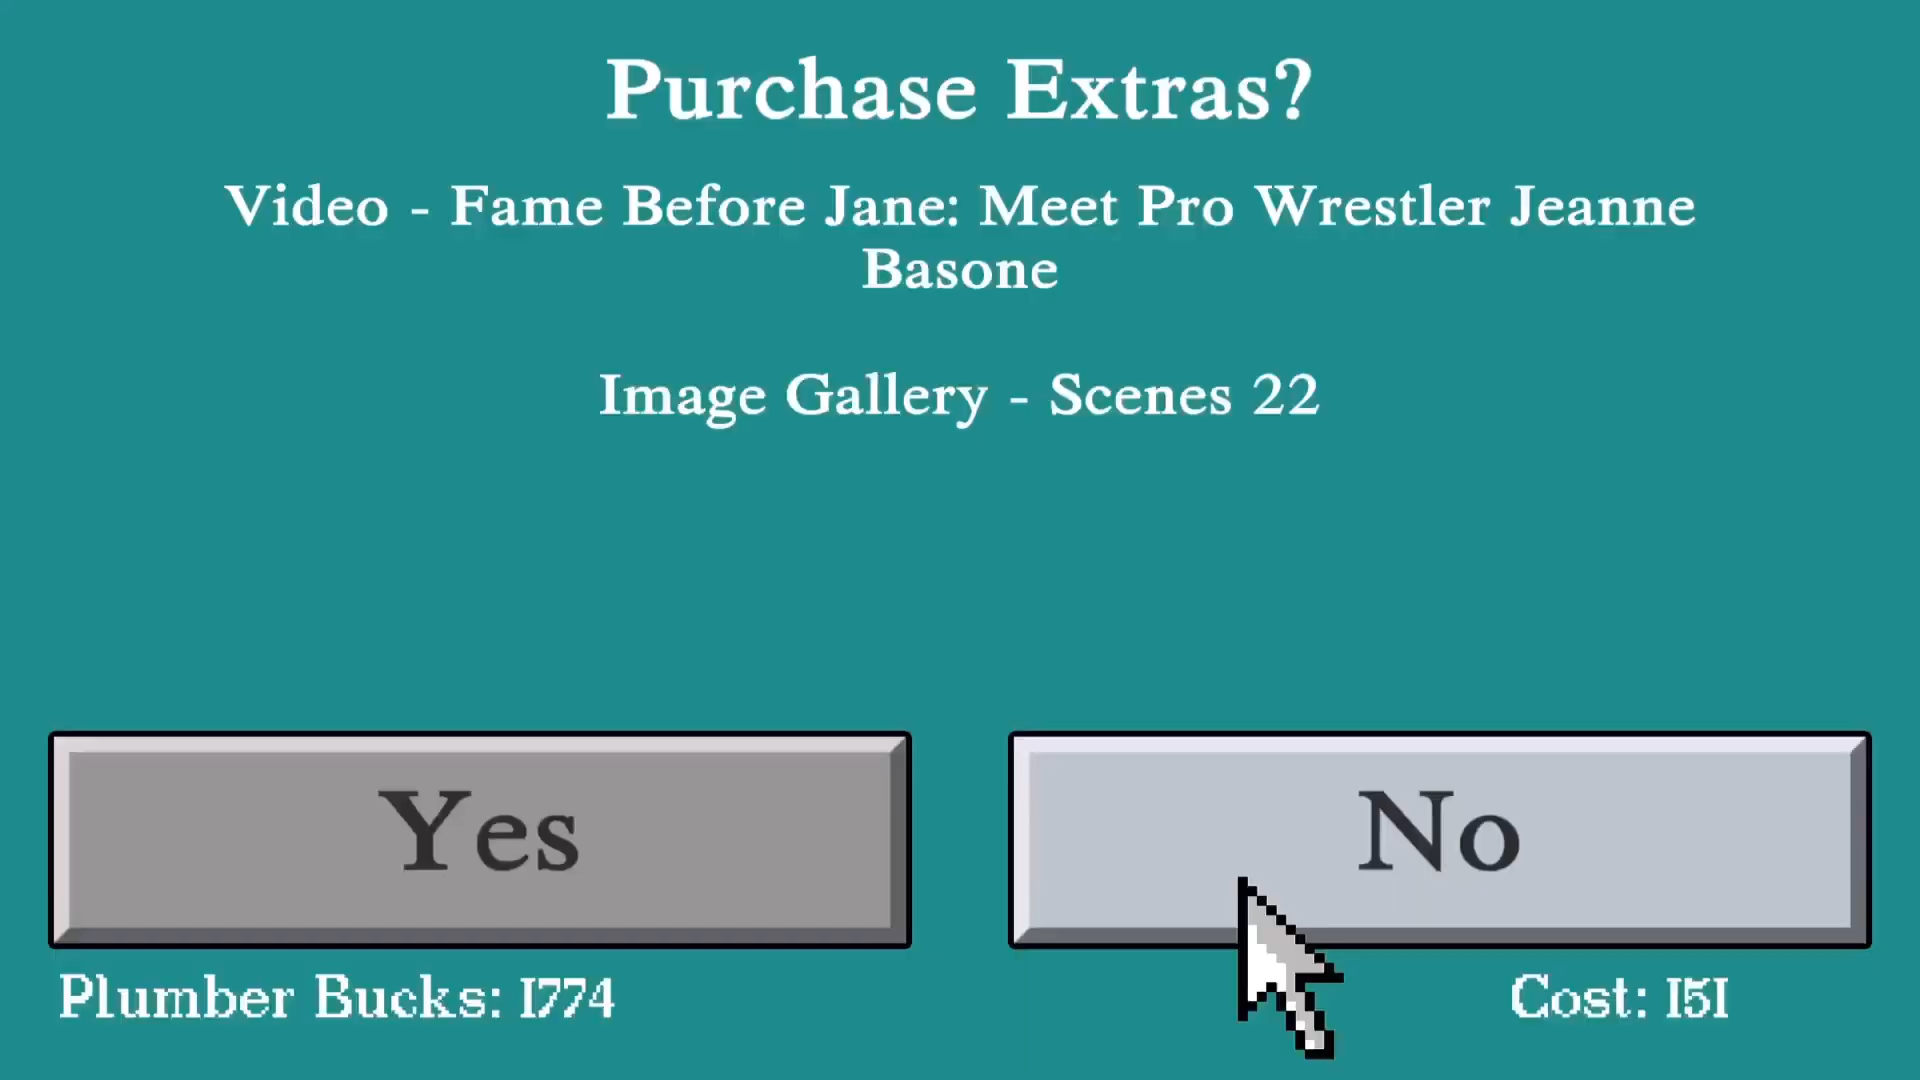 Purchase Extras?
Video - Fame Before Jane: Meet Pro Wrestler Jeanne
Basone
Image Gallery - Scenes 22
Yes
No
Plumber Bucks: 1774
Cost: 151